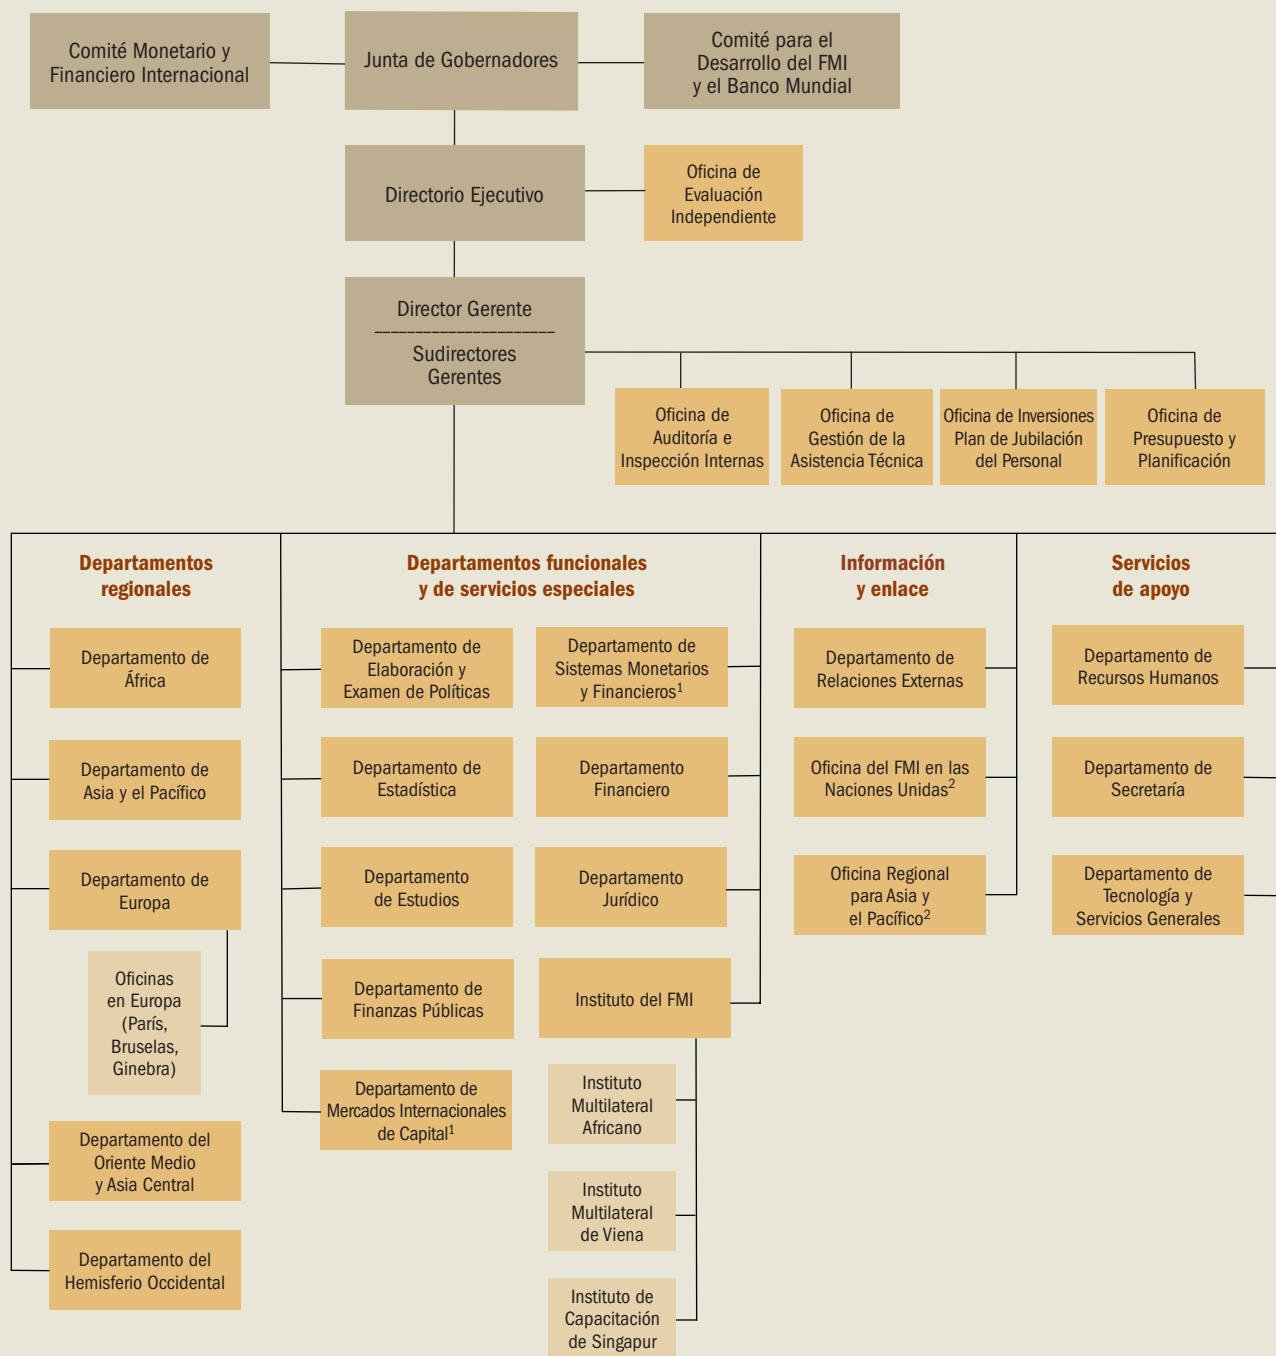 Comité Monetario y
Financiero Internacional
Junta de Gobernadores
Comité para el
Desarrollo del FMI
y el Banco Mundial
Directorio Ejecutivo
Oficina de
Evaluación
Independiente
Director Gerente
Sudirectores
Gerentes
Oficina de
Auditoría e
Inspección Internas
Oficina de
Gestión de la
Asistencia Técnica
Oficina de Inversiones
Plan de Jubilación
del Personal
Oficina de
Presupuesto y
Planificación
Departamentos
regionales
Departamento de
África
Departamento de
Asia y el Pacífico
Departamento de
Europa
Oficinas
en Europa
(París,
Bruselas,
Ginebra)
Departamento del
Oriente Medio
y Asia Central
Departamento del
Hemisferio Occidental
Departamentos funcionales
y de servicios especiales
Departamento de
Elaboración y
Examen de Políticas
Departamento de
Estadística
Departamento
de Estudios
Departamento de
Finanzas Públicas
Departamento de
Mercados Internacionales
de Capital¹
Departamento de
Sistemas Monetarios
y Financieros¹
Departamento
Financiero
Departamento
Jurídico
Instituto del FMI
Instituto
Multilateral
Africano
Instituto
Multilateral
de Viena
Instituto de
Capacitación
de Singapur
Información
y enlace
Departamento de
Relaciones Externas
Oficina del FMI en las
Naciones Unidas²
Oficina Regional
para Asia y
el Pacífico²
Servicios
de apoyo
Departamento de
Recursos Humanos
Departamento de
Secretaría
Departamento de
Tecnología y
Servicios Generales